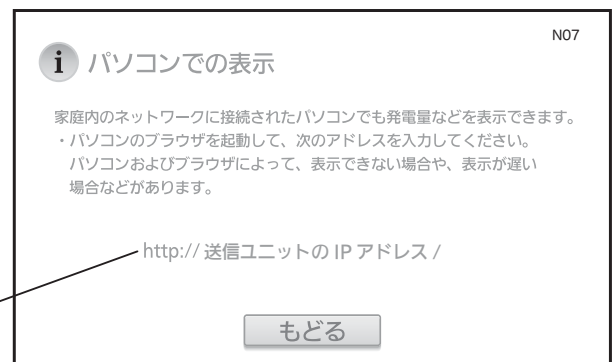 N07
i パソコンでの表示
家庭内のネットワークに接続されたパソコンでも発電量などを表示できます。
・パソコンのブラウザを起動して、次のアドレスを入力してください。
パソコンおよびブラウザによって、表示できない場合や、表示が遅い
場合などがあります。
http:// 送信ユニットの IP アドレス /
もどる